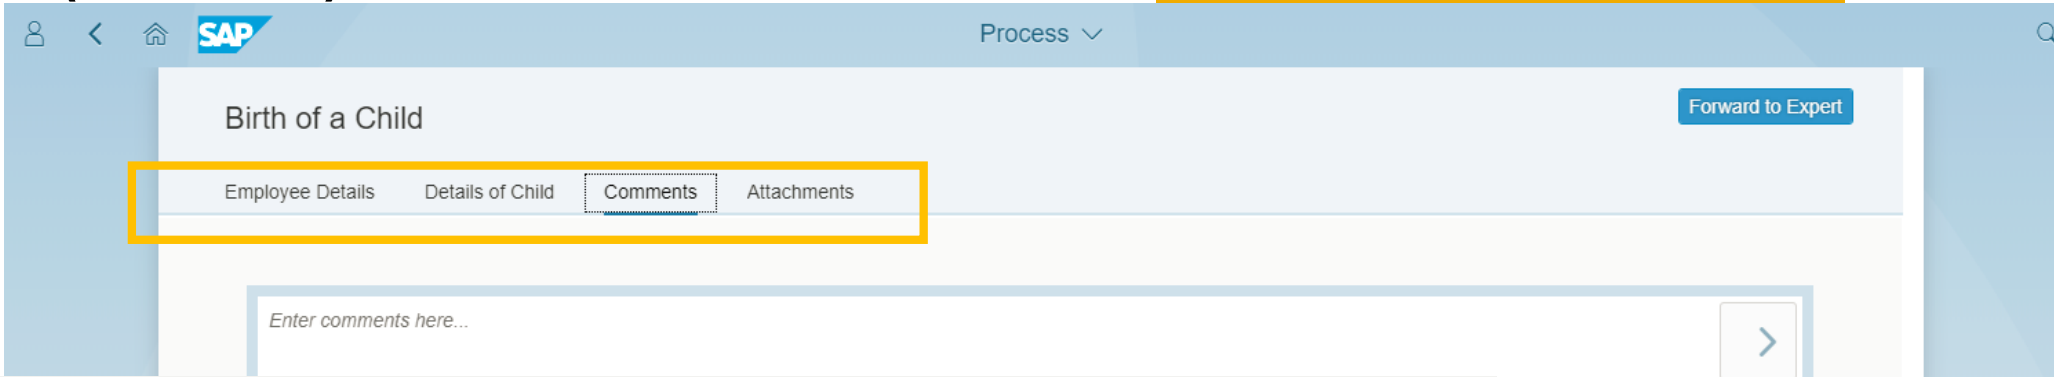 SAP
Process
Birth of a Child
Forward to Expert
Employee Details Details of Child Comments Attachments
Enter comments here...